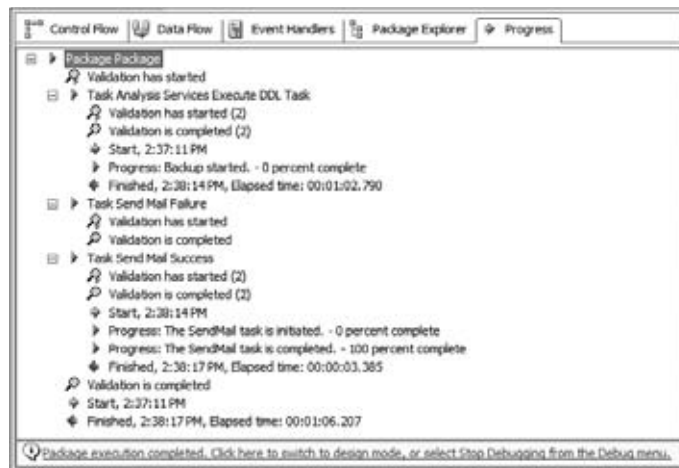 Control Flow Data Flow Event Handlers Package Explorer Progress
Package Package
Validation has started
Task Analysis Services Execute DDL Task
Validation has started (2)
Validation is completed (2)
Start, 2:37:11 PM
Progress: Backup started. - 0 percent complete
Finished, 2:38:14 PM, Elapsed time: 00:01:02.790
Task Send Mail Failure
Validation has started
Validation is completed
Task Send Mail Success
Validation has started (2)
Validation is completed (2)
Start, 2:38:14 PM
Progress: The SendMail task is initiated. - 0 percent complete
Progress: The SendMail task is completed. - 100 percent complete
Finished, 2:38:17 PM, Elapsed time: 00:00:03.385
Validation is completed
Start, 2:37:11 PM
Finished, 2:38:17 PM, Elapsed time: 00:01:06.207
Package execution completed. Click here to switch to design mode, or select Stop Debugging from the Debug menu.